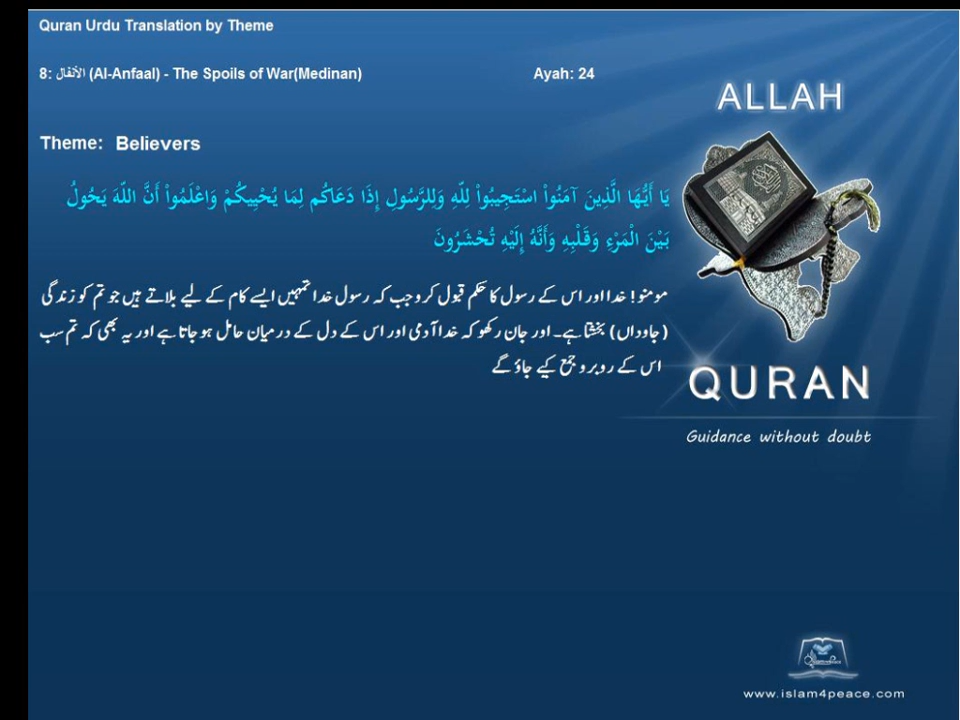 Quran Urdu Translation by Theme
8: الأنفال (Al-Anfaal) - The Spoils of War(Medinan) Ayah: 24
ALLAH
Theme: Believers
يَا أَيُّهَا الَّذِينَ آمَنُواْ اسْتَجِيبُواْ لِلّهِ وَلِلرَّسُولِ إِذَا دَعَاكُم لِمَا يُحْيِيكُمْ وَاعْلَمُواْ أَنَّ اللّهَ يَحُولُ
بَيْنَ الْمَرْءِ وَقَلْبِهِ وَأَنَّهُ إِلَيْهِ تُحْشَرُونَ
مومنو! خدا اور اس کے رسول کا حکم قبول کرو جب کہ رسول خدا تمہیں ایسے کام کے لیے بلاتے ہیں جو تم کو زندگی
(جاوداں) بخشتا ہے۔ اور جان رکھو کہ خدا آدمی اور اس کے دل کے درمیان حامل ہو جاتا ہے اور یہ بھی کہ تم سب
اس کے روبرو جمع کیے جاؤ گے
QURAN
Guidance without doubt
www.islam4peace.com